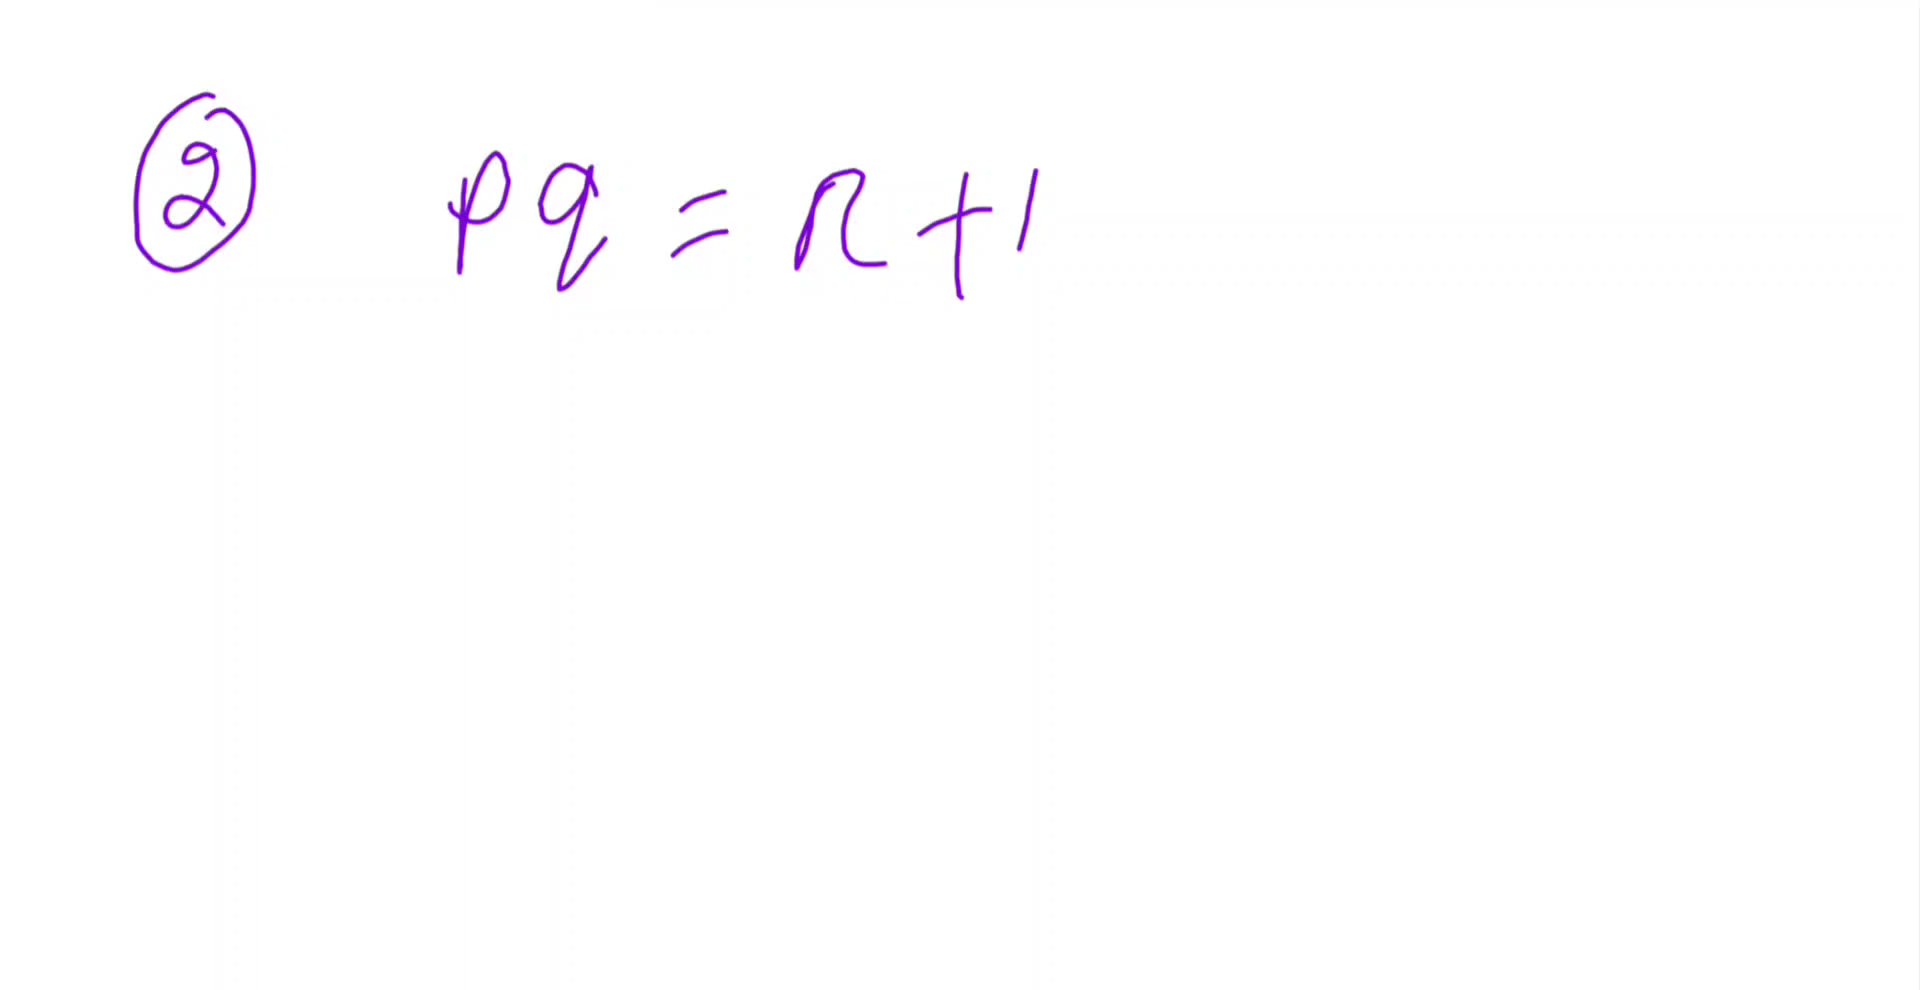 ② pq = r + 1